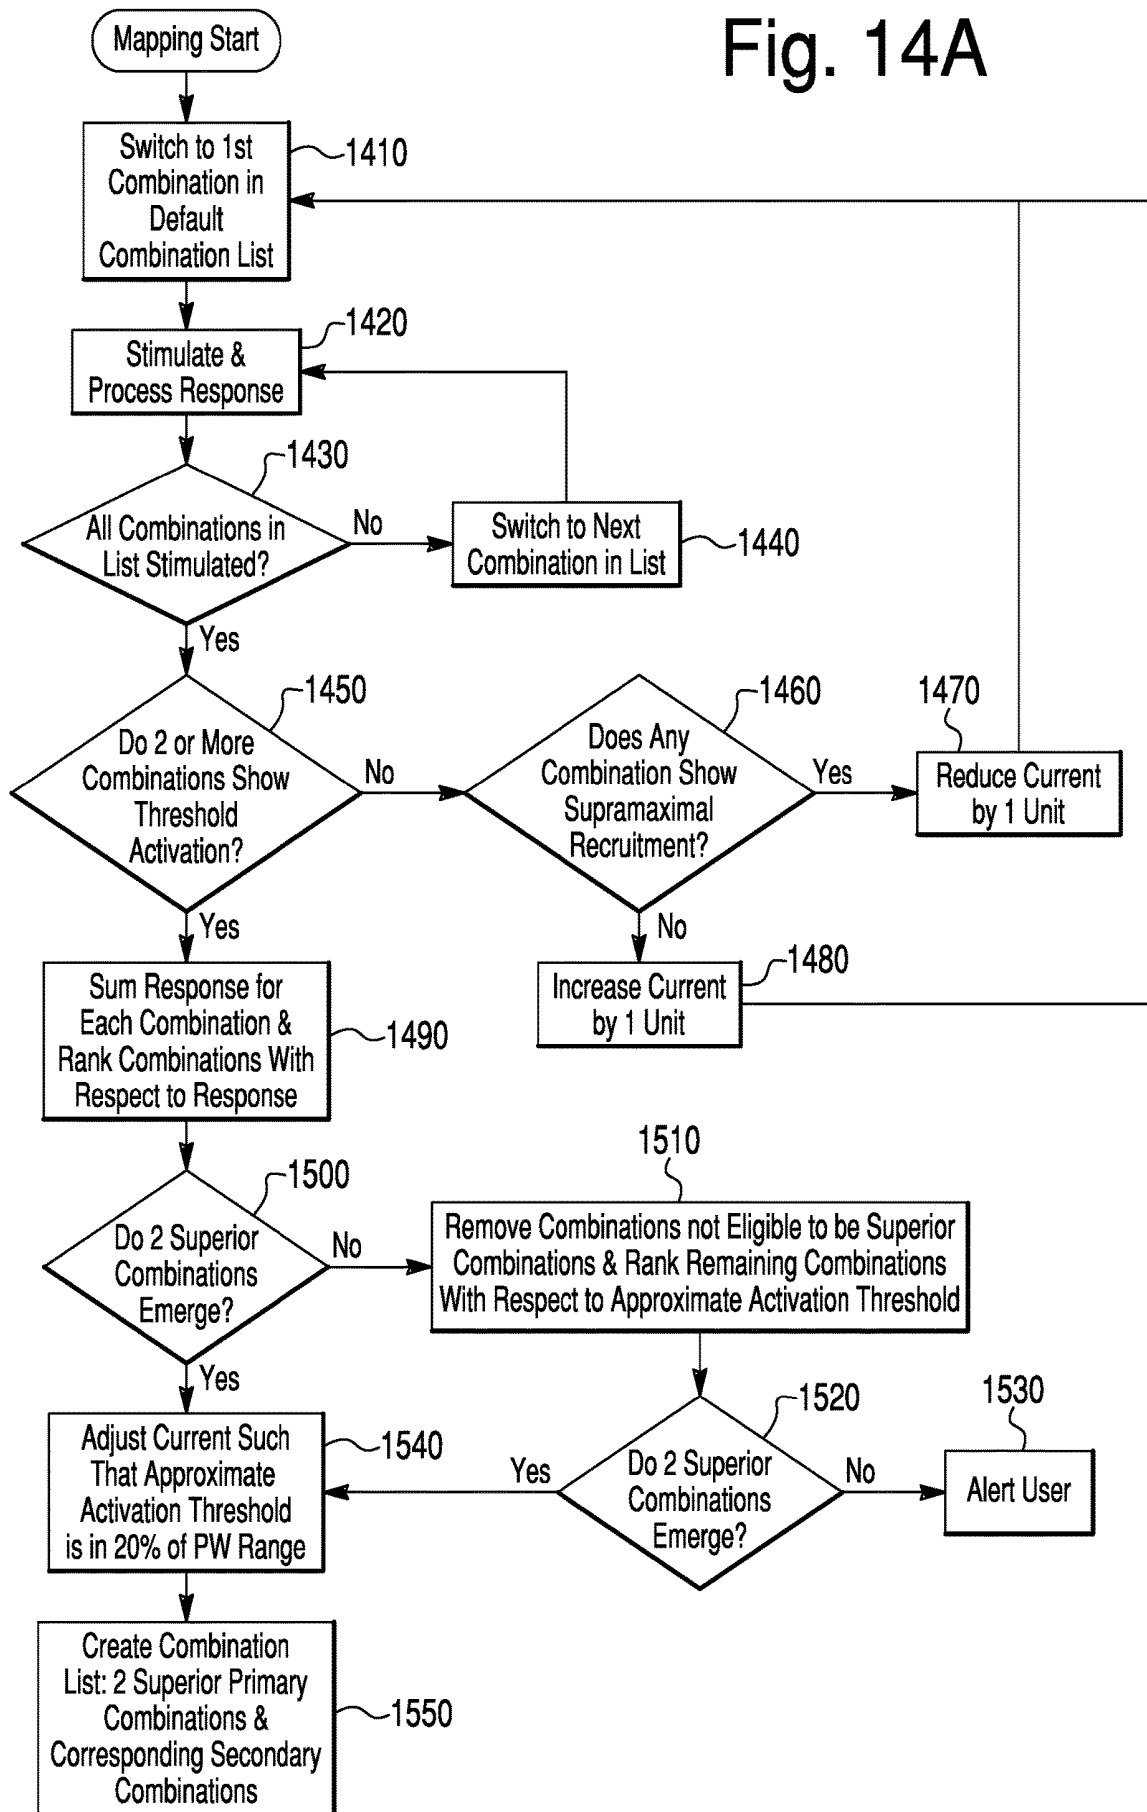 Fig. 14A
Mapping Start
Switch to 1st
Combination in
Default
Combination List
1410
Stimulate &
Process Response
1420
All Combinations in
List Stimulated?
1430
No
Switch to Next
Combination in List
1440
Yes
Do 2 or More
Combinations Show
Threshold
Activation?
1450
No
Does Any
Combination Show
Supramaximal
Recruitment?
1460
Yes
Reduce Current
by 1 Unit
1470
No
Increase Current
by 1 Unit
1480
Yes
Sum Response for
Each Combination &
Rank Combinations With
Respect to Response
1490
Do 2 Superior
Combinations
Emerge?
1500
No
Remove Combinations not Eligible to be Superior
Combinations & Rank Remaining Combinations
With Respect to Approximate Activation Threshold
1510
Do 2 Superior
Combinations
Emerge?
1520
No
Alert User
1530
Yes
Yes
Adjust Current Such
That Approximate
Activation Threshold
is in 20% of PW Range
1540
Create Combination
List: 2 Superior Primary
Combinations &
Corresponding Secondary
Combinations
1550